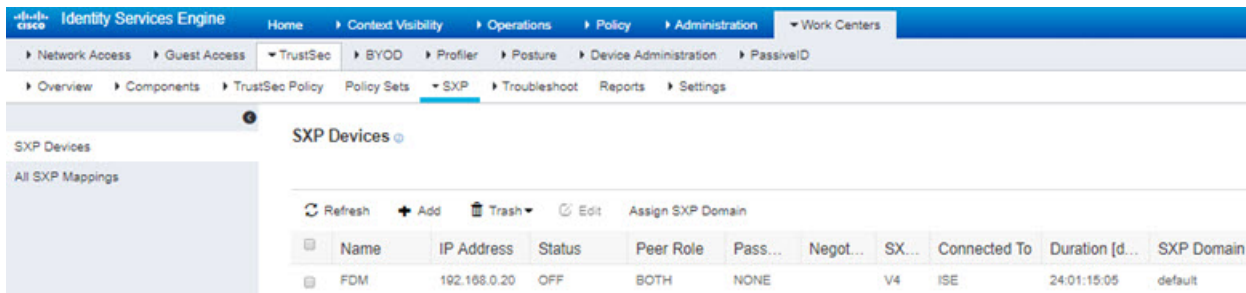 cisco Identity Services Engine Home Context Visibility Operations Policy Administration Work Centers
Network Access Guest Access TrustSec BYOD Profiler Posture Device Administration PassiveID
Overview Components TrustSec Policy Policy Sets SXP Troubleshoot Reports Settings
SXP Devices
All SXP Mappings
SXP Devices
Refresh Add Trash Edit Assign SXP Domain
Name IP Address Status Peer Role Pass... Negot... SX... Connected To Duration [d... SXP Domain
FDM 192.168.0.20 OFF BOTH NONE V4 ISE 24:01:15:05 default